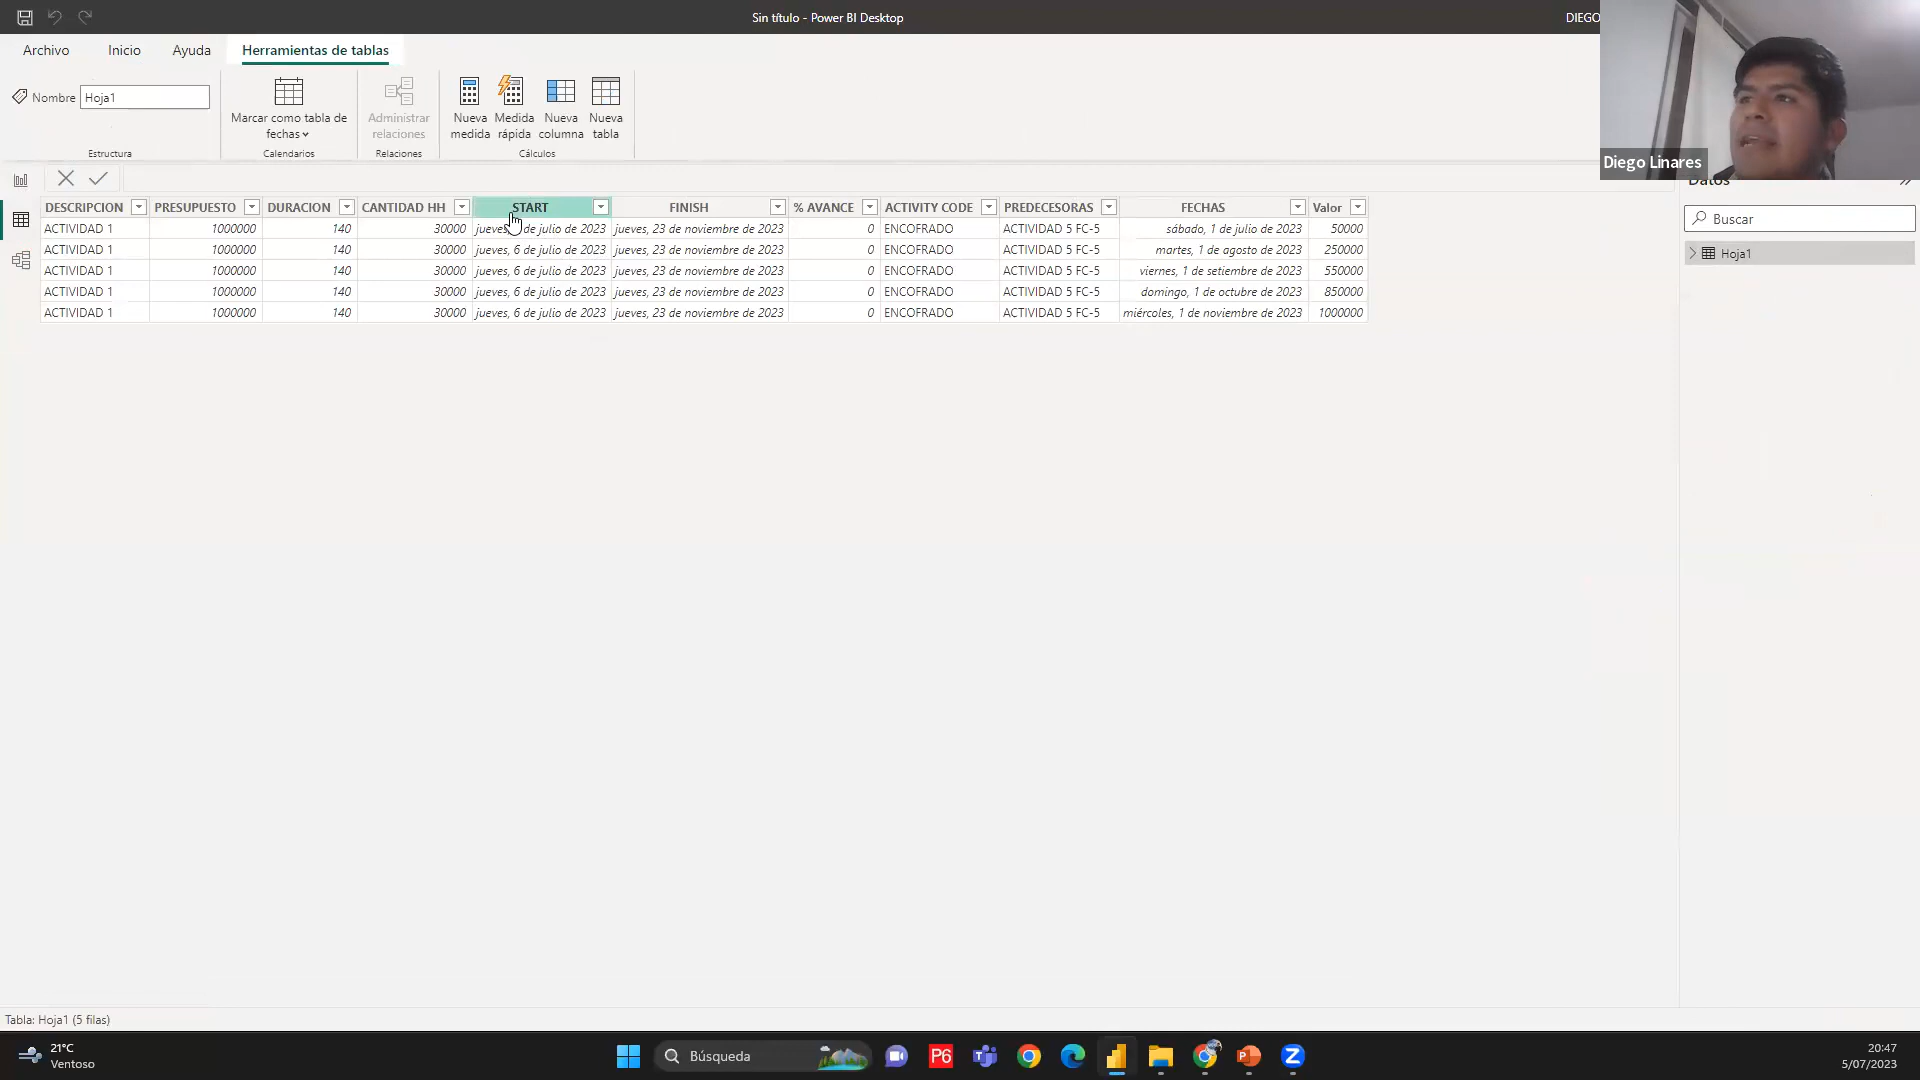 Sin título - Power BI Desktop
DIEGO
Archivo Inicio Ayuda Herramientas de tablas
Nombre Hoja1
Marcar como tabla de fechas
Administrar relaciones
Nueva medida
Medida rápida
Nueva columna
Nueva tabla
Estructura Calendarios Relaciones Cálculos
Diego Linares
Datos
Buscar
Hoja1
DESCRIPCION PRESUPUESTO DURACION CANTIDAD HH START FINISH % AVANCE ACTIVITY CODE PREDECESORAS FECHAS Valor
ACTIVIDAD 1 1000000 140 30000 jueves, de julio de 2023 jueves, 23 de noviembre de 2023 0 ENCOFRADO ACTIVIDAD 5 FC-5 sábado, 1 de julio de 2023 50000
ACTIVIDAD 1 1000000 140 30000 jueves, 6 de julio de 2023 jueves, 23 de noviembre de 2023 0 ENCOFRADO ACTIVIDAD 5 FC-5 martes, 1 de agosto de 2023 250000
ACTIVIDAD 1 1000000 140 30000 jueves, 6 de julio de 2023 jueves, 23 de noviembre de 2023 0 ENCOFRADO ACTIVIDAD 5 FC-5 viernes, 1 de setiembre de 2023 550000
ACTIVIDAD 1 1000000 140 30000 jueves, 6 de julio de 2023 jueves, 23 de noviembre de 2023 0 ENCOFRADO ACTIVIDAD 5 FC-5 domingo, 1 de octubre de 2023 850000
ACTIVIDAD 1 1000000 140 30000 jueves, 6 de julio de 2023 jueves, 23 de noviembre de 2023 0 ENCOFRADO ACTIVIDAD 5 FC-5 miércoles, 1 de noviembre de 2023 1000000
Tabla: Hoja1 (5 filas)
21°C
Ventoso
Búsqueda
P6
20:47
5/07/2023